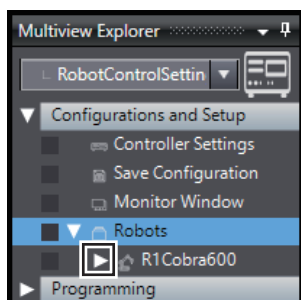 Multiview Explorer
RobotControlSettin
Configurations and Setup
Controller Settings
Save Configuration
Monitor Window
Robots
R1Cobra600
Programming